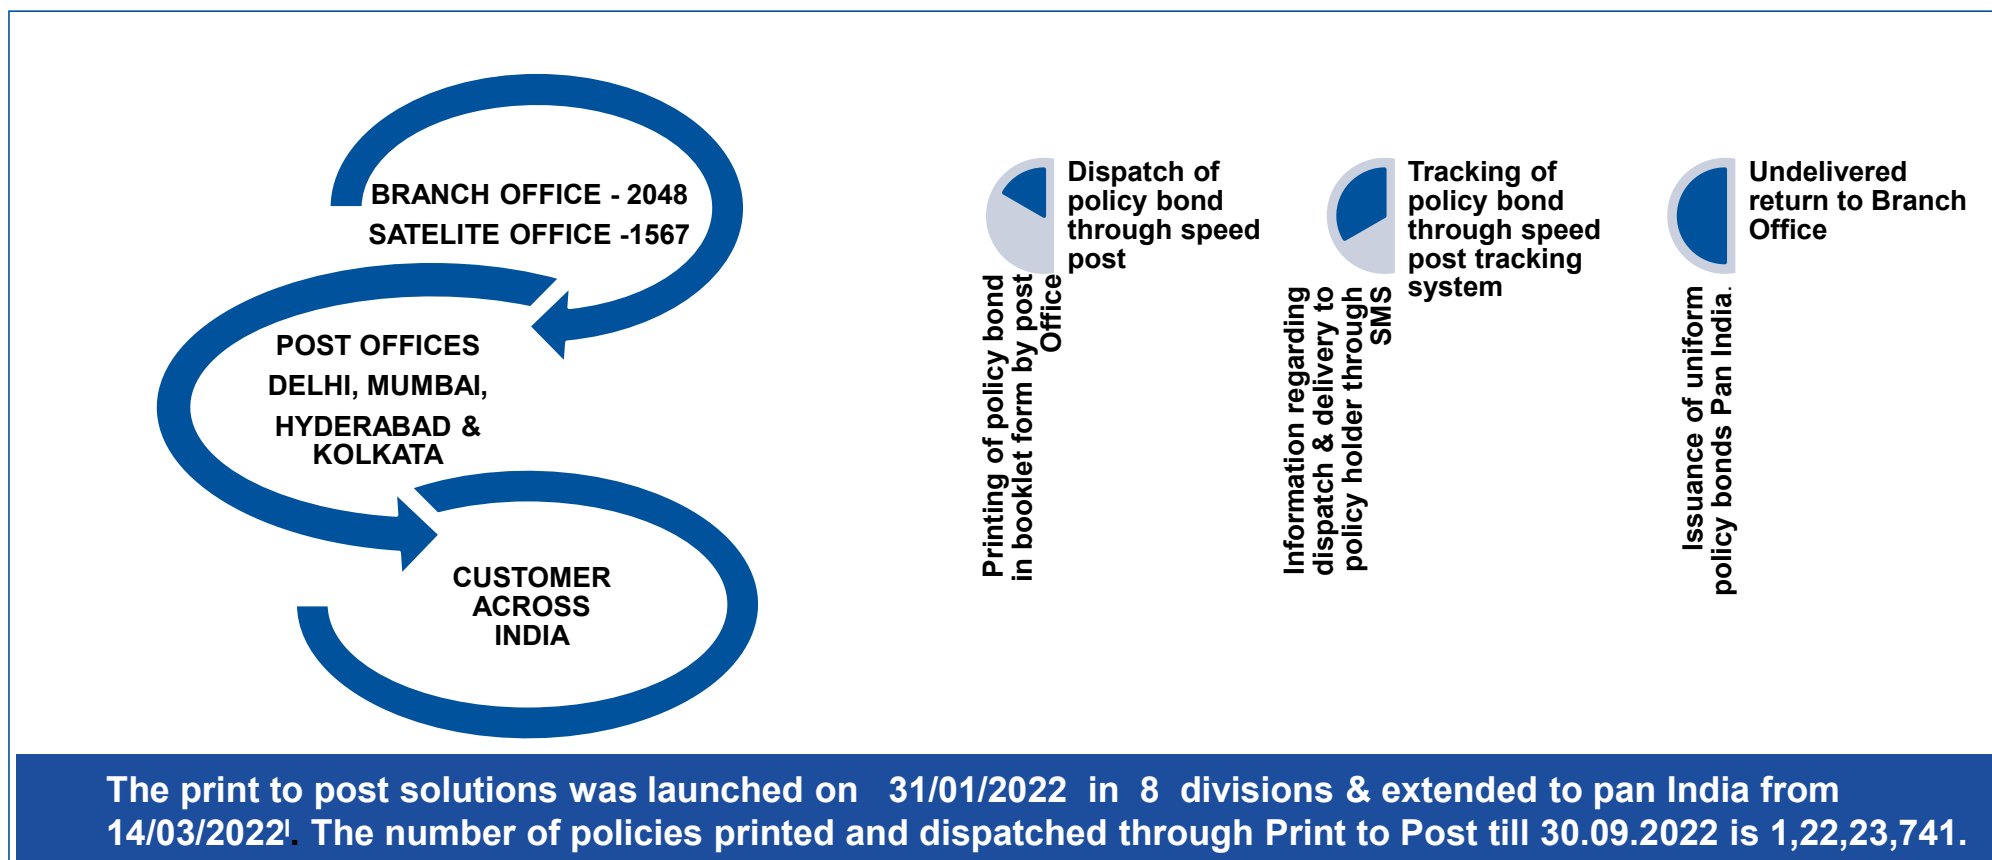 BRANCH OFFICE - 2048
SATELITE OFFICE -1567
POST OFFICES
DELHI, MUMBAI,
HYDERABAD &
KOLKATA
CUSTOMER
ACROSS
INDIA
Printing of policy bond
in booklet form by post
Office
Dispatch of
policy bond
through speed
post
Information regarding
dispatch & delivery to
policy holder through
SMS
Tracking of
policy bond
through speed
post tracking
system
Issuance of uniform
policy bonds Pan India.
Undelivered
return to Branch
Office
The print to post solutions was launched on 31/01/2022 in 8 divisions & extended to pan India from
14/03/2022|. The number of policies printed and dispatched through Print to Post till 30.09.2022 is 1,22,23,741.